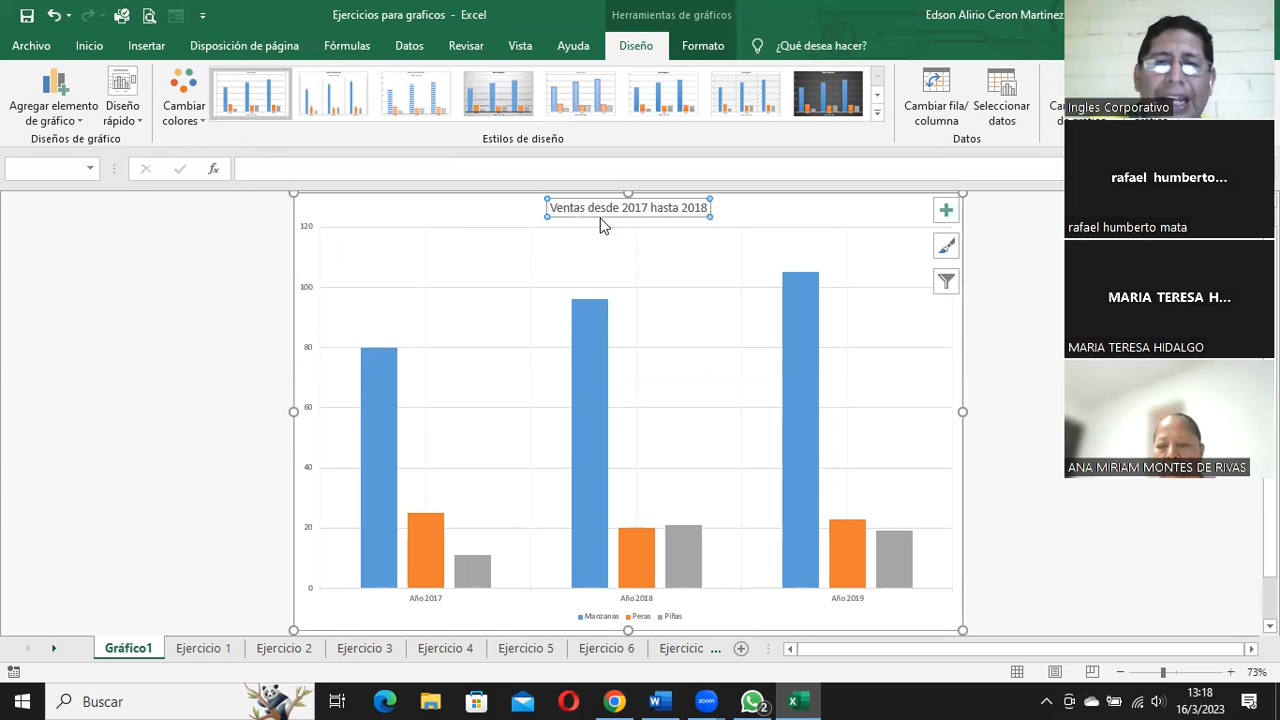 Ejercicios para graficos - Excel
Herramientas de gráficos
Edson Alirio Ceron Martinez
Archivo Inicio Insertar Disposición de página Fórmulas Datos Revisar Vista Ayuda Diseño Formato ¿Qué desea hacer?
Agregar elemento de gráfico
Diseño rápido
Cambiar colores
Cambiar fila/columna
Seleccionar datos
Diseños de gráfico
Estilos de diseño
Datos
fx
Ventas desde 2017 hasta 2018
120
100
80
60
40
20
0
Año 2017 Año 2018 Año 2019
Manzanas Peras Piñas
Ingles Corporativo
rafael humberto...
rafael humberto mata
MARIA TERESA H...
MARIA TERESA HIDALGO
ANA MIRIAM MONTES DE RIVAS
Gráfico1 Ejercicio 1 Ejercicio 2 Ejercicio 3 Ejercicio 4 Ejercicio 5 Ejercicio 6 Ejercicic ...
73%
Buscar
zoom
2
13:18
16/3/2023